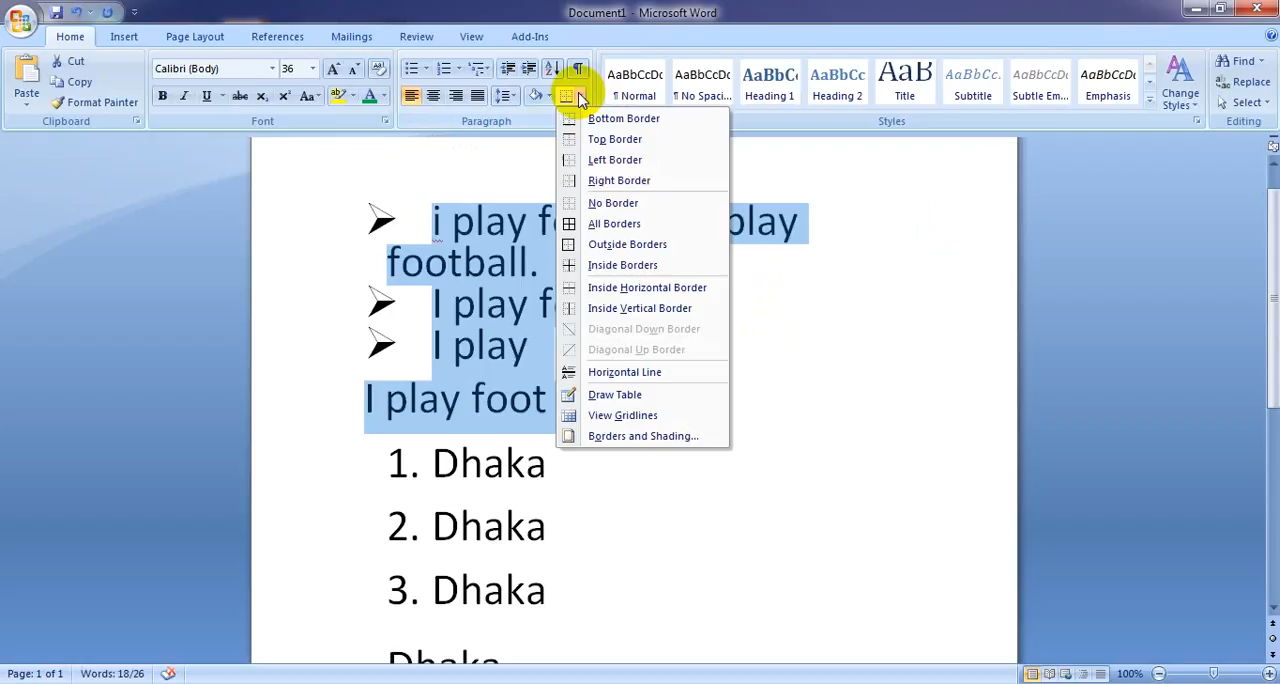 Document1 - Microsoft Word
Home Insert Page Layout References Mailings Review View Add-Ins
Paste
Cut
Copy
Format Painter
Clipboard
Calibri (Body) 36
Font
Paragraph
AaBbCcDc AaBbCcDc AaBbC AaBbCc AaB AaBbCc. AaBbCcDc AaBbCcDc
¶ Normal ¶ No Spaci... Heading 1 Heading 2 Title Subtitle Subtle Em... Emphasis
Change Styles
Styles
Find
Replace
Select
Editing
Bottom Border
Top Border
Left Border
Right Border
No Border
All Borders
Outside Borders
Inside Borders
Inside Horizontal Border
Inside Vertical Border
Diagonal Down Border
Diagonal Up Border
Horizontal Line
Draw Table
View Gridlines
Borders and Shading...
i play play
football.
I play
I play
I play foot
1. Dhaka
2. Dhaka
3. Dhaka
Dhaka
Page: 1 of 1 Words: 18/26 100%